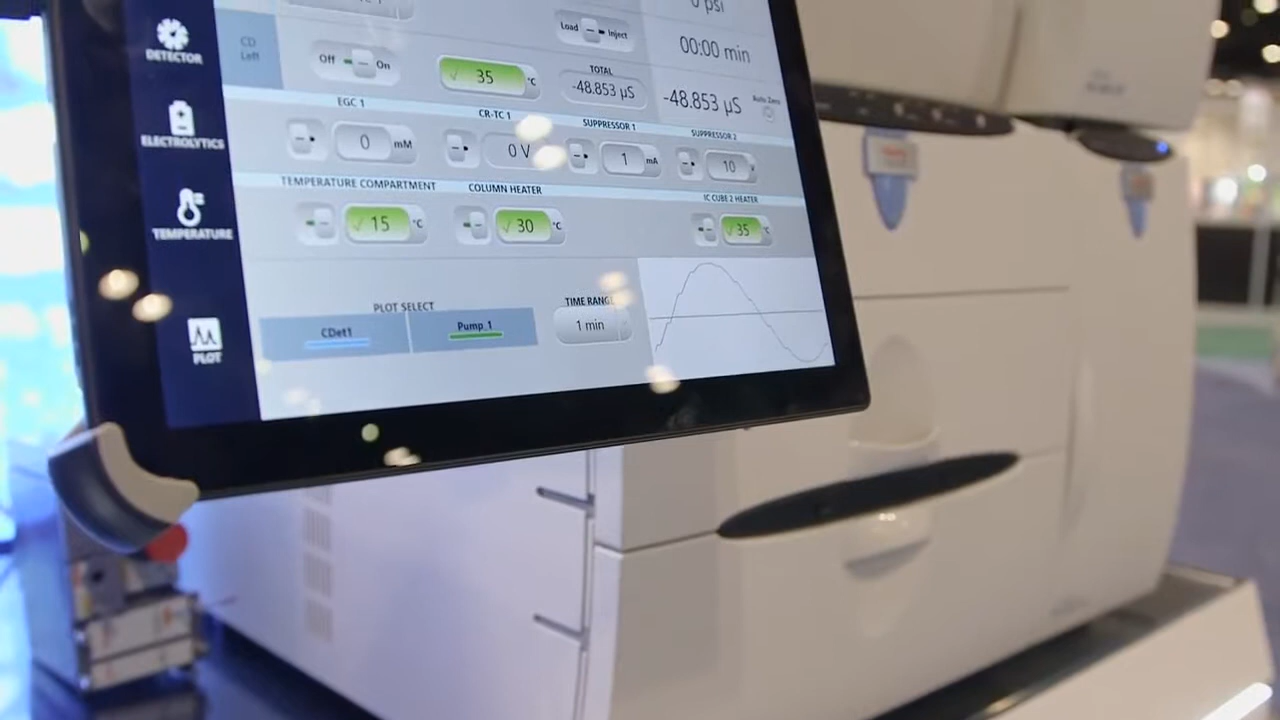 0 psi
Load Inject
DETECTOR
CD
Left
Off On
35 °C
TOTAL
-48.853 µS
00:00 min
-48.853 µS
Auto Zero
EGC 1
CR-TC 1
SUPPRESSOR 1
SUPPRESSOR 2
ELECTROLYTICS
0 mM
0 V
1 mA
10
TEMPERATURE COMPARTMENT
COLUMN HEATER
IC CUBE 2 HEATER
TEMPERATURE
15 °C
30 °C
35 °C
PLOT SELECT
TIME RANG
CDet1
Pump_1
1 min
PLOT